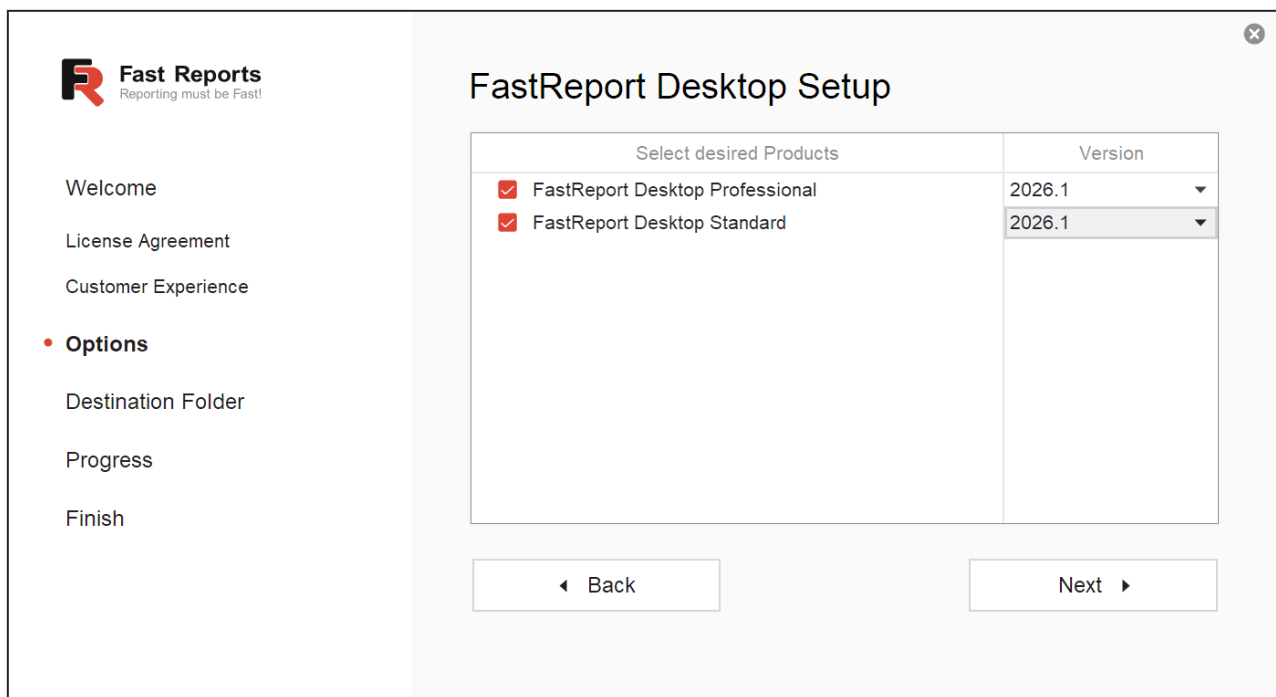 Fast Reports
Reporting must be Fast!
Welcome
License Agreement
Customer Experience
Options
Destination Folder
Progress
Finish
FastReport Desktop Setup
Select desired Products Version
FastReport Desktop Professional 2026.1
FastReport Desktop Standard 2026.1
Back
Next